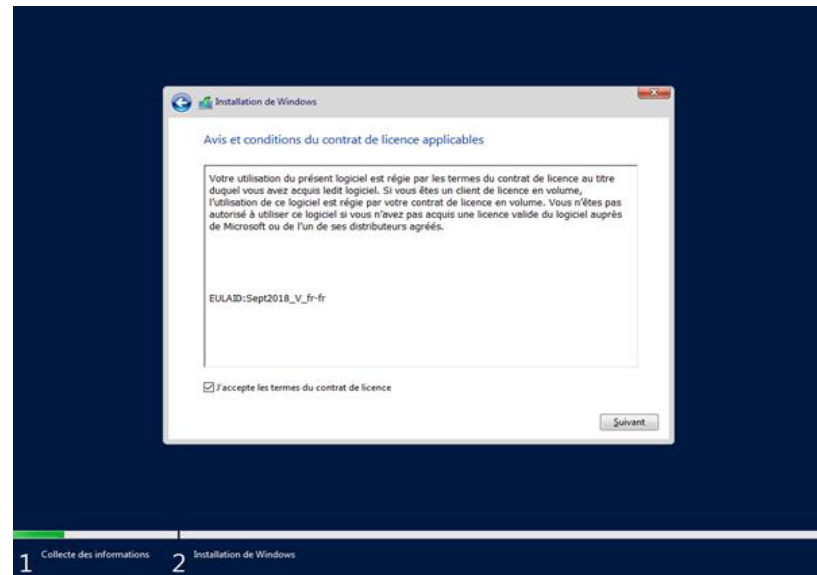 Installation de Windows
Avis et conditions du contrat de licence applicables
Votre utilisation du présent logiciel est régie par les termes du contrat de licence au titre
duquel vous avez acquis ledit logiciel. Si vous êtes un client de licence en volume,
l'utilisation de ce logiciel est régie par votre contrat de licence en volume. Vous n'êtes pas
autorisé à utiliser ce logiciel si vous n'avez pas acquis une licence valide du logiciel auprès
de Microsoft ou de l'un de ses distributeurs agréés.
EULAID:Sept2018_V_fr-fr
J'accepte les termes du contrat de licence
Suivant
1 Collecte des informations 2 Installation de Windows